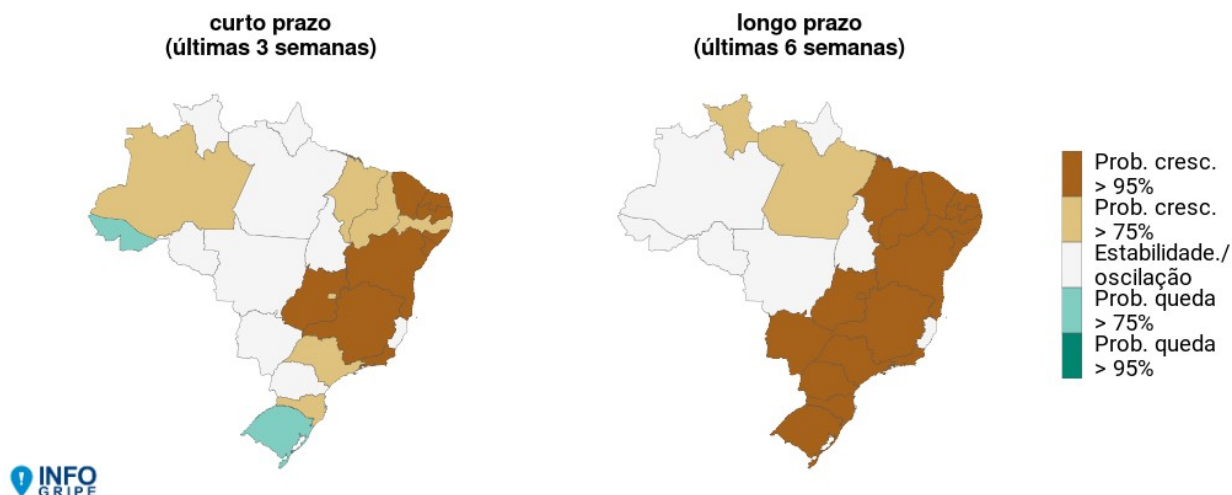 curto prazo
(últimas 3 semanas)
longo prazo
(últimas 6 semanas)
Prob. cresc.
> 95%
Prob. cresc.
> 75%
Estabilidade./
oscilação
Prob. queda
> 75%
Prob. queda
> 95%
INFO
GRIPE